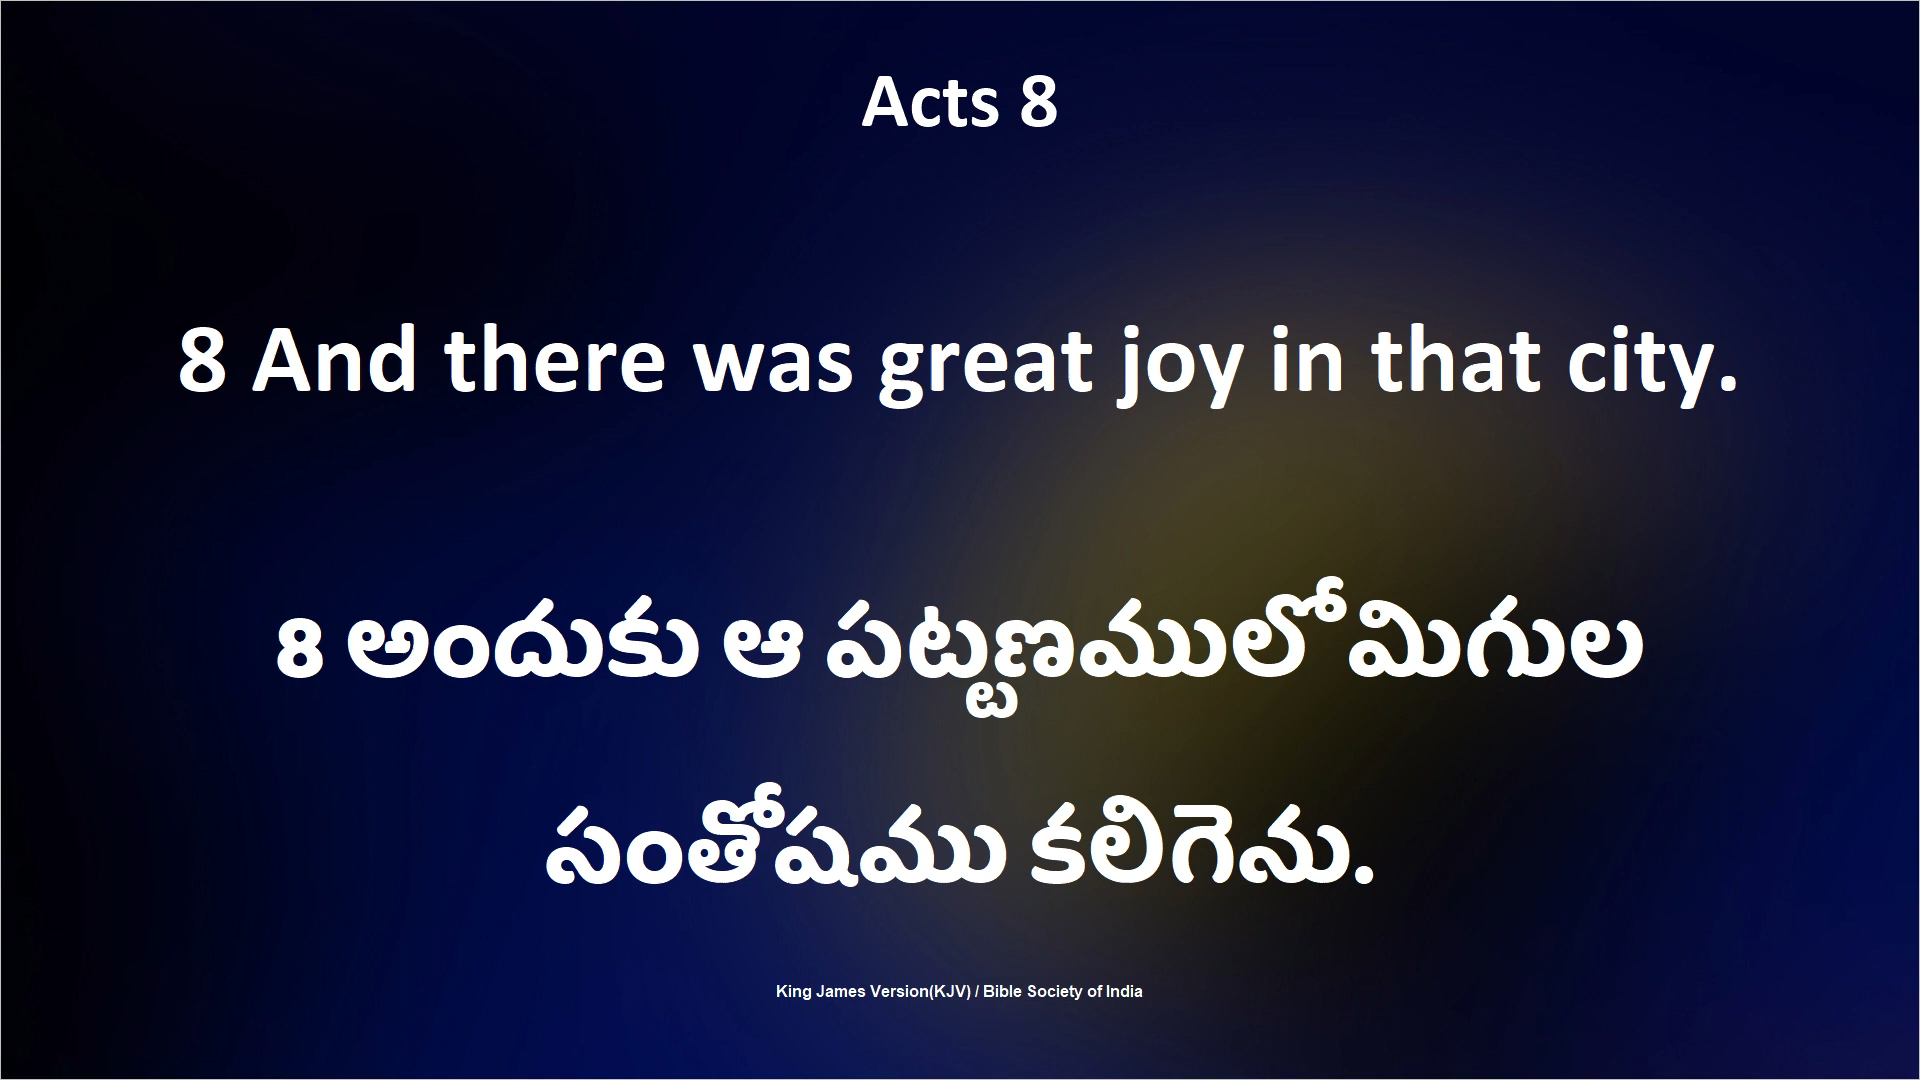 Acts 8
8 And there was great joy in that city.
8 అందుకు ఆ పట్టణములోమిగుల
సంతోషము కలిగెను.
King James Version(KJV) / Bible Society of India